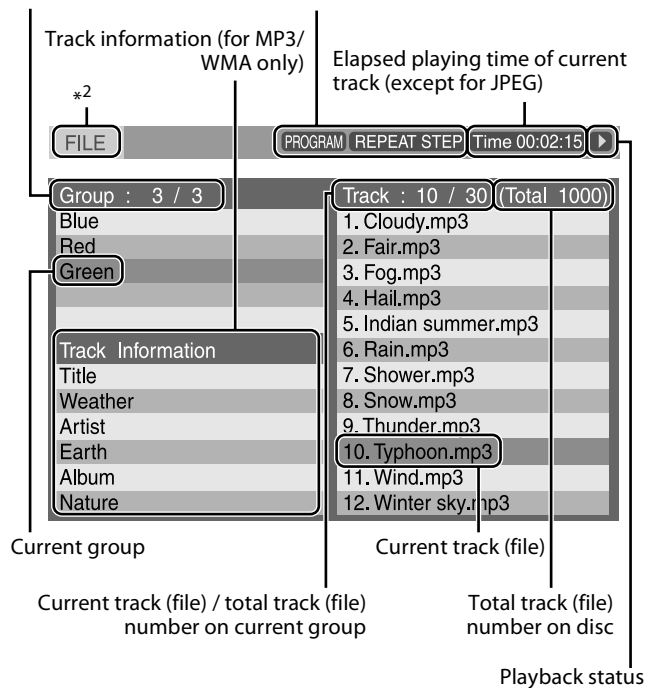 Track information (for MP3/
WMA only)
Elapsed playing time of current
track (except for JPEG)
*2
FILE
PROGRAM REPEAT STEP Time 00:02:15
Group : 3 / 3
Track : 10 / 30 (Total 1000)
Blue
Red
Green
1. Cloudy.mp3
2. Fair.mp3
3. Fog.mp3
4. Hail.mp3
5. Indian summer.mp3
6. Rain.mp3
7. Shower.mp3
8. Snow.mp3
9. Thunder.mp3
10. Typhoon.mp3
11. Wind.mp3
12. Winter sky.mp3
Track Information
Title
Weather
Artist
Earth
Album
Nature
Current group
Current track (file)
Current track (file) / total track (file)
number on current group
Total track (file)
number on disc
Playback status